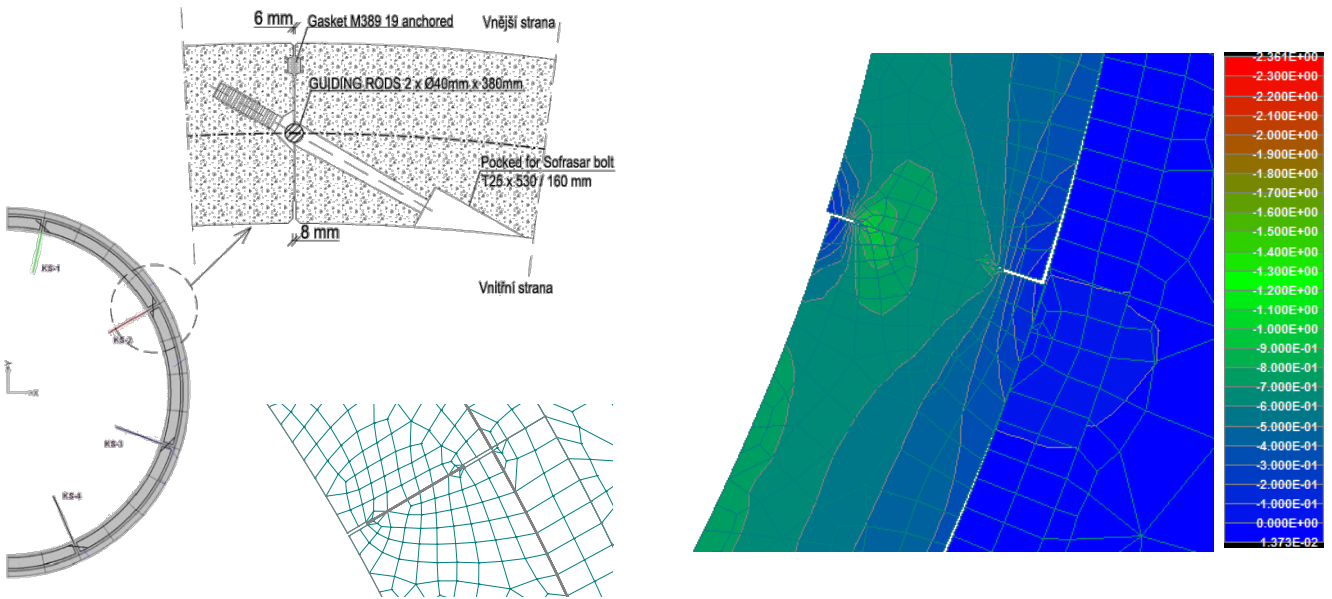 6 mm
Gasket M389 19 anchored
Vnější strana
GUIDING RODS 2 x Ø40mm x 380mm
Pocked for Sofrasar bolt
T25 x 530 / 160 mm
8 mm
Vnitřní strana
KS-1
KS-2
KS-3
KS-4
Y
X
-2.361E+00
-2.300E+00
-2.200E+00
-2.100E+00
-2.000E+00
-1.900E+00
-1.800E+00
-1.700E+00
-1.600E+00
-1.500E+00
-1.400E+00
-1.300E+00
-1.200E+00
-1.100E+00
-1.000E+00
-9.000E-01
-8.000E-01
-7.000E-01
-6.000E-01
-5.000E-01
-4.000E-01
-3.000E-01
-2.000E-01
-1.000E-01
0.000E+00
1.373E-02